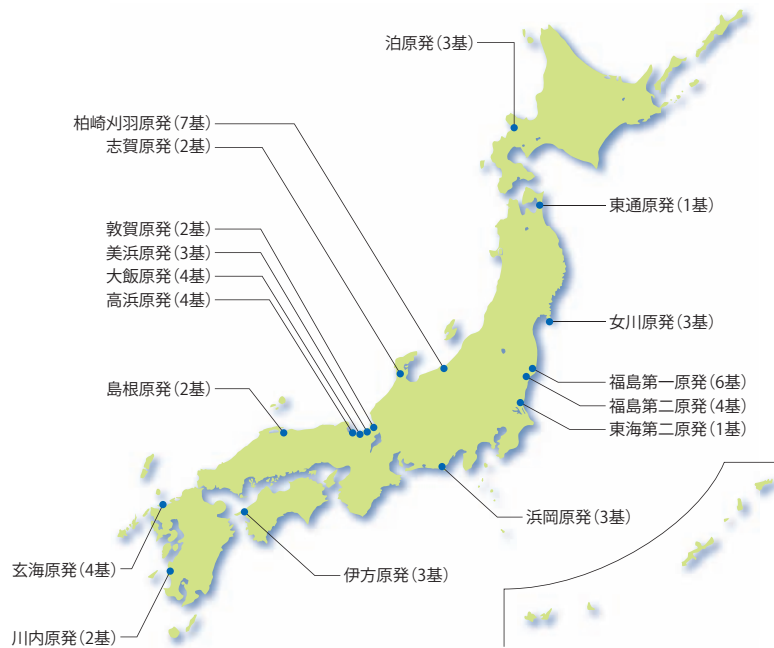 泊原発(3基)
柏崎刈羽原発(7基)
志賀原発(2基)
東通原発(1基)
敦賀原発(2基)
美浜原発(3基)
大飯原発(4基)
高浜原発(4基)
女川原発(3基)
島根原発(2基)
福島第一原発(6基)
福島第二原発(4基)
東海第二原発(1基)
浜岡原発(3基)
玄海原発(4基)
伊方原発(3基)
川内原発(2基)